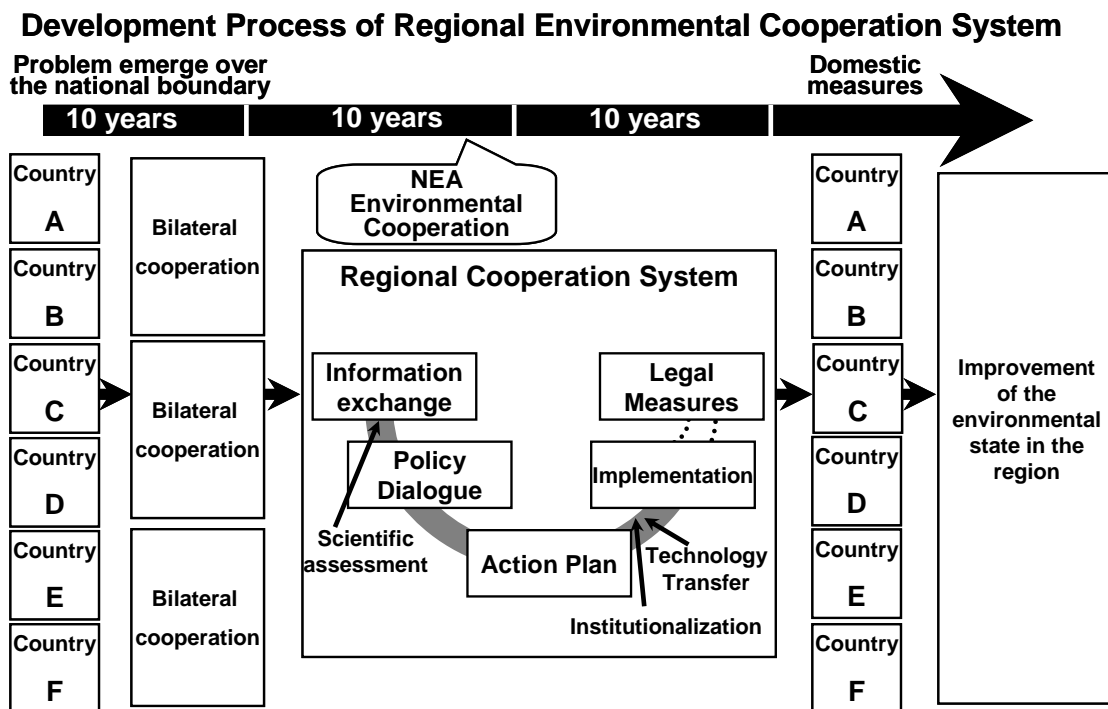 Development Process of Regional Environmental Cooperation System
Problem emerge over
the national boundary
Domestic
measures
10 years
10 years
10 years
NEA
Environmental
Cooperation
Country
A
Country
B
Country
C
Country
D
Country
E
Country
F
Bilateral
cooperation
Bilateral
cooperation
Bilateral
cooperation
Regional Cooperation System
Information
exchange
Policy
Dialogue
Scientific
assessment
Action Plan
Legal
Measures
Implementation
Technology
Transfer
Institutionalization
Country
A
Country
B
Country
C
Country
D
Country
E
Country
F
Improvement
of the
environmental
state in the
region